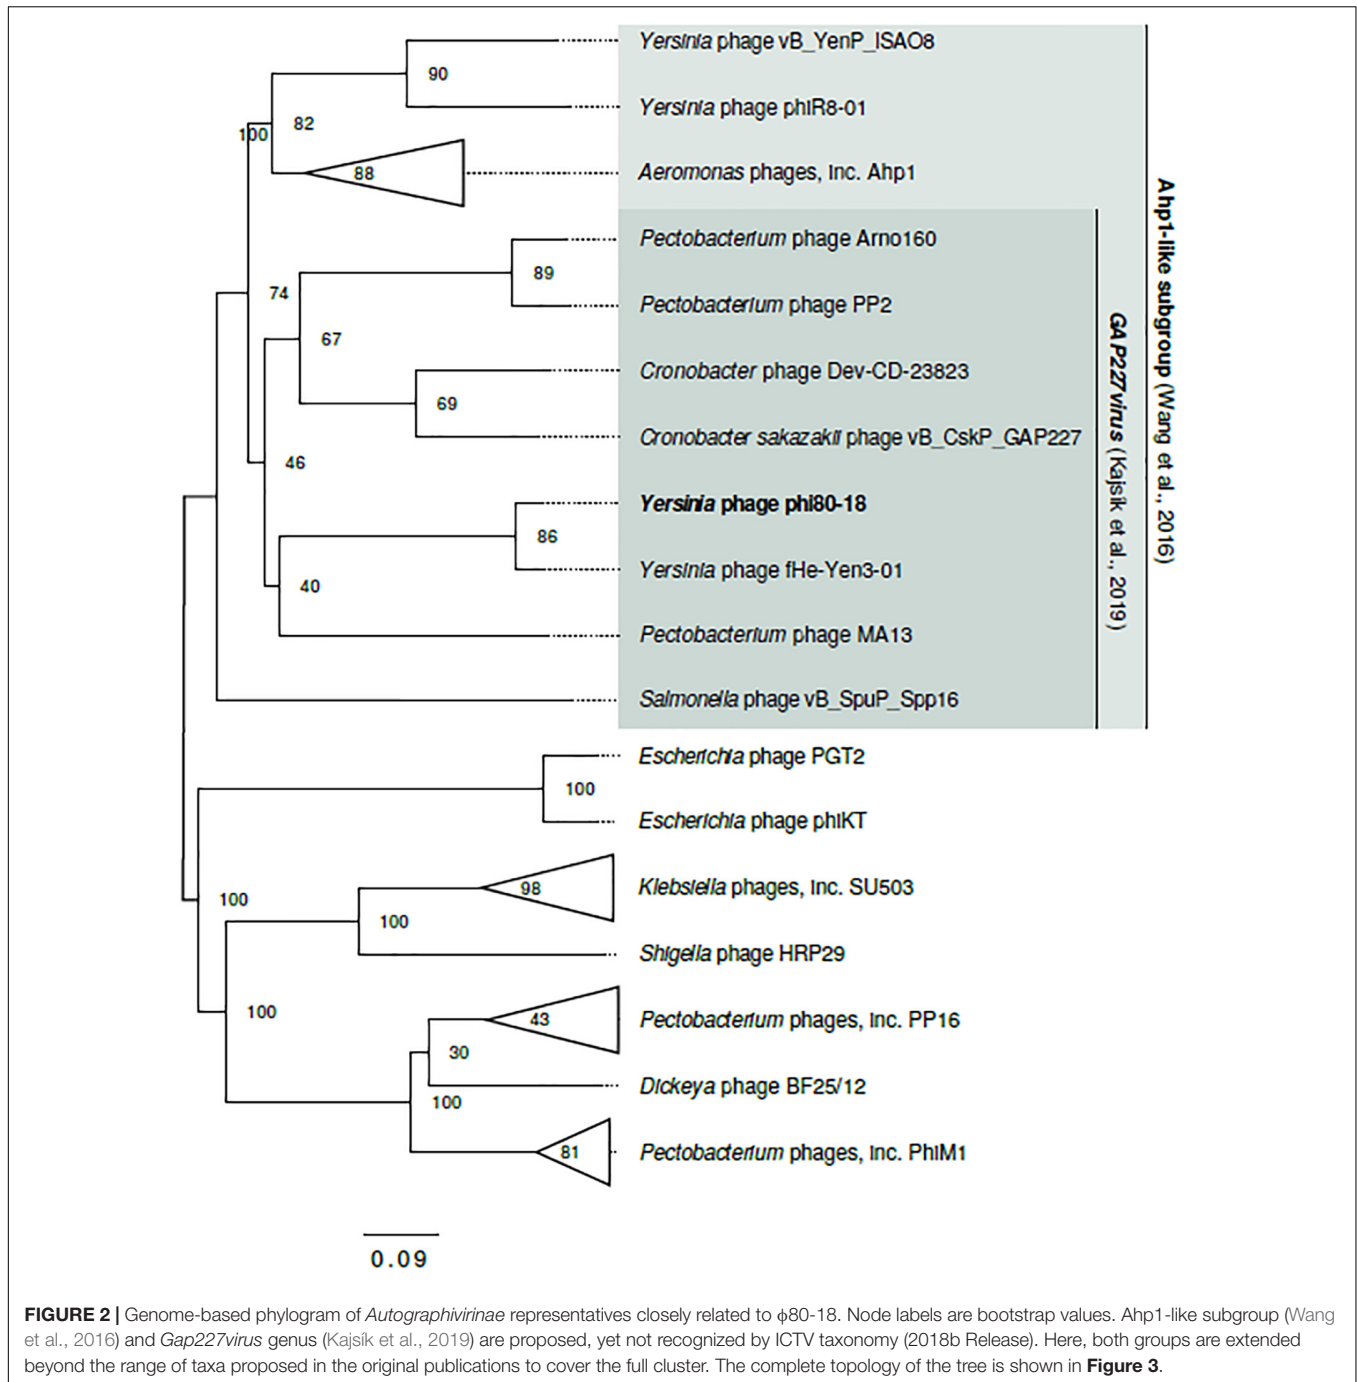 Yersinia phage vB_YenP_ISAO8
90
Yersinia phage phiR8-01
100
82
Aeromonas phages, inc. Ahp1
88
Pectobacterium phage Arno160
89
Pectobacterium phage PP2
74
67
Cronobacter phage Dev-CD-23823
69
Cronobacter sakazakii phage vB_CskP_GAP227
46
Yersinia phage phi80-18
86
Yersinia phage fHe-Yen3-01
40
Pectobacterium phage MA13
Salmonella phage vB_SpuP_Spp16
GAP227virus (Kajsík et al., 2019)
Ahp1-like subgroup (Wang et al., 2016)
Escherichia phage PGT2
100
Escherichia phage phiKT
Klebsiella phages, inc. SU503
98
100
100
Shigella phage HRP29
100
Pectobacterium phages, inc. PP16
43
30
Dickeya phage BF25/12
100
Pectobacterium phages, inc. PhiM1
81
0.09
FIGURE 2 | Genome-based phylogram of Autographivirinae representatives closely related to ϕ80-18. Node labels are bootstrap values. Ahp1-like subgroup (Wang
et al., 2016) and Gap227virus genus (Kajsík et al., 2019) are proposed, yet not recognized by ICTV taxonomy (2018b Release). Here, both groups are extended
beyond the range of taxa proposed in the original publications to cover the full cluster. The complete topology of the tree is shown in Figure 3.